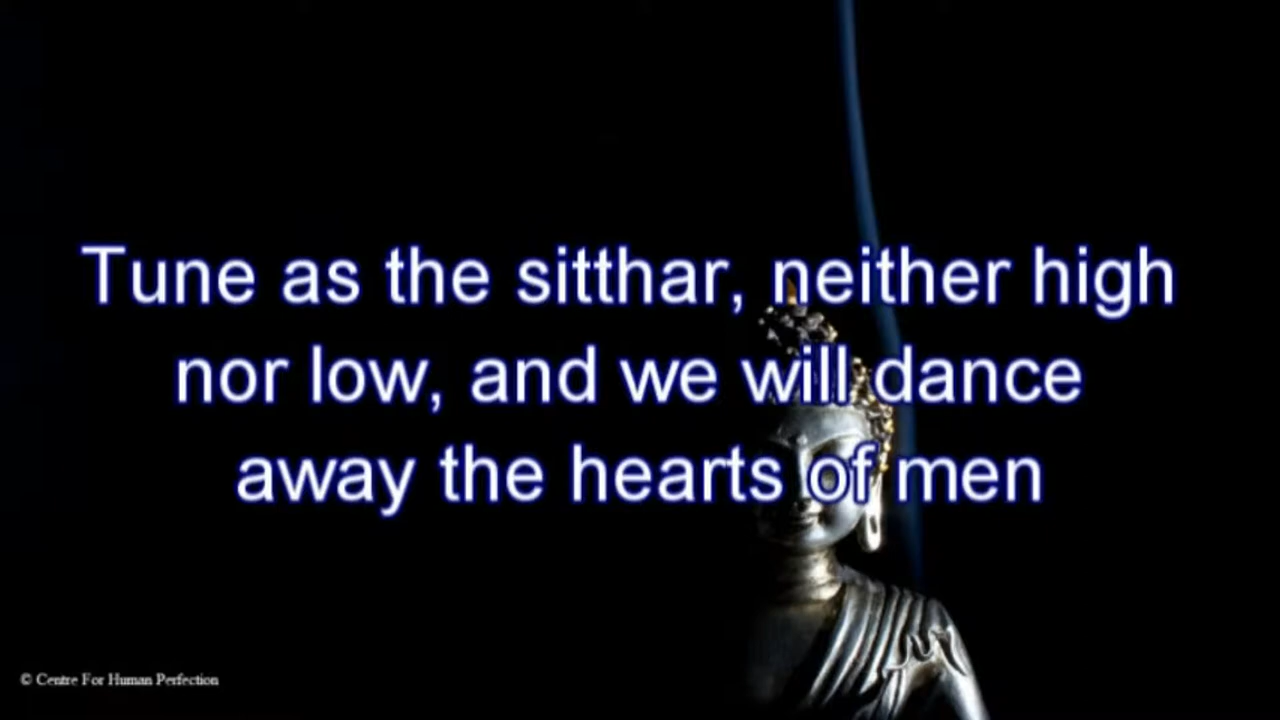 Tune as the sitthar, neither high
nor low, and we will dance
away the hearts of men
© Centre For Human Perfection